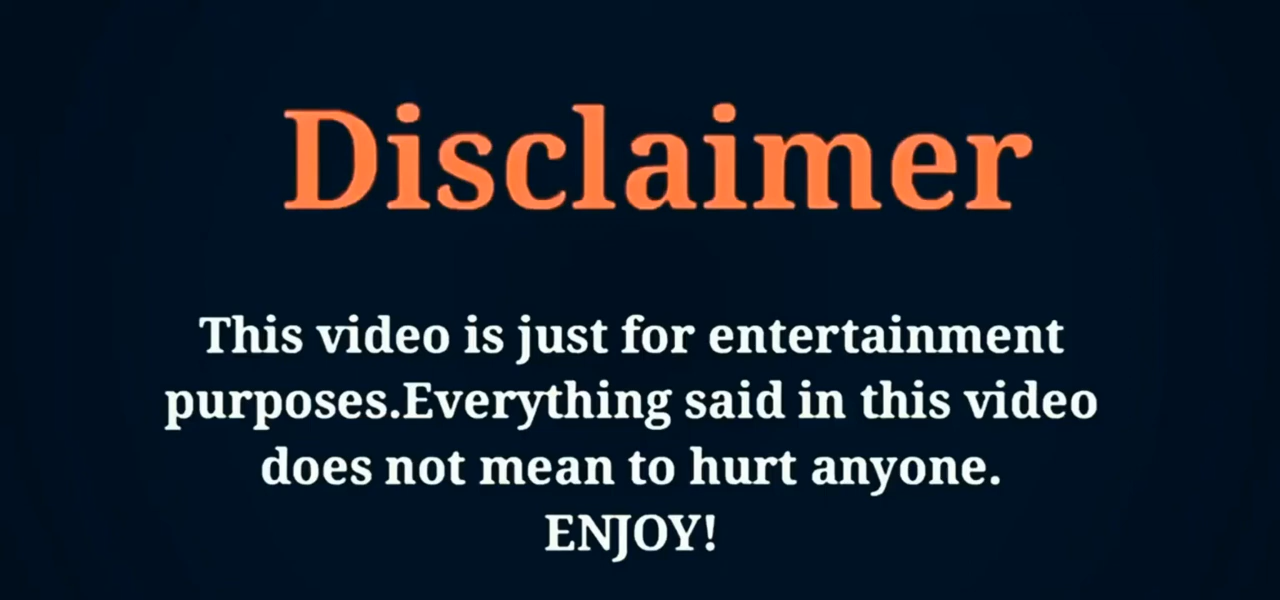 Disclaimer
This video is just for entertainment
purposes.Everything said in this video
does not mean to hurt anyone.
ENJOY!